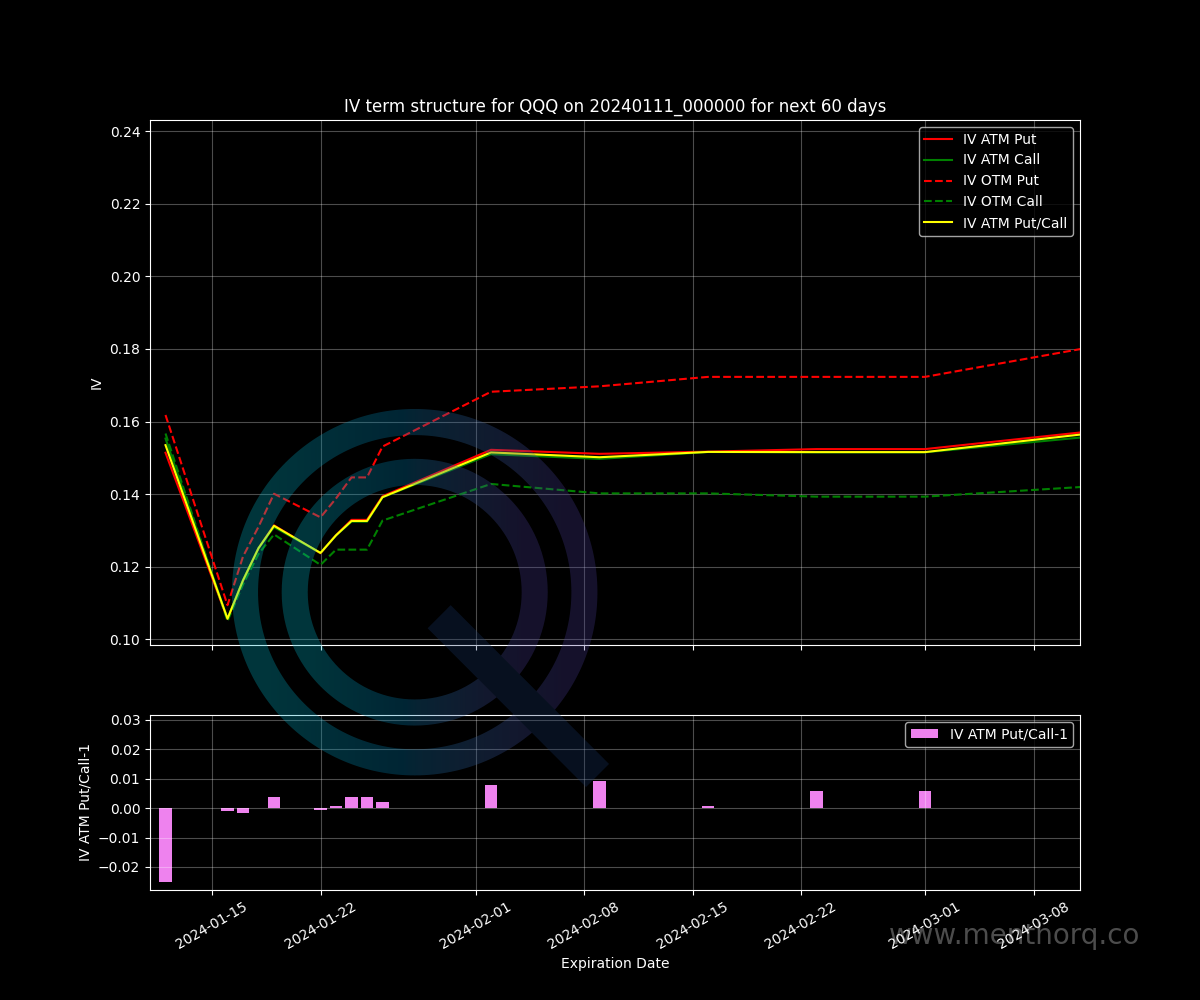 IV term structure for QQQ on 20240111_000000 for next 60 days
IV
0.24
0.22
0.20
0.18
0.16
0.14
0.12
0.10
IV ATM Put
IV ATM Call
IV OTM Put
IV OTM Call
IV ATM Put/Call
IV ATM Put/Call-1
0.03
0.02
0.01
0.00
−0.01
−0.02
IV ATM Put/Call-1
2024-01-15
2024-01-22
2024-02-01
2024-02-08
2024-02-15
2024-02-22
2024-03-01
2024-03-08
www.menthorq.co
Expiration Date